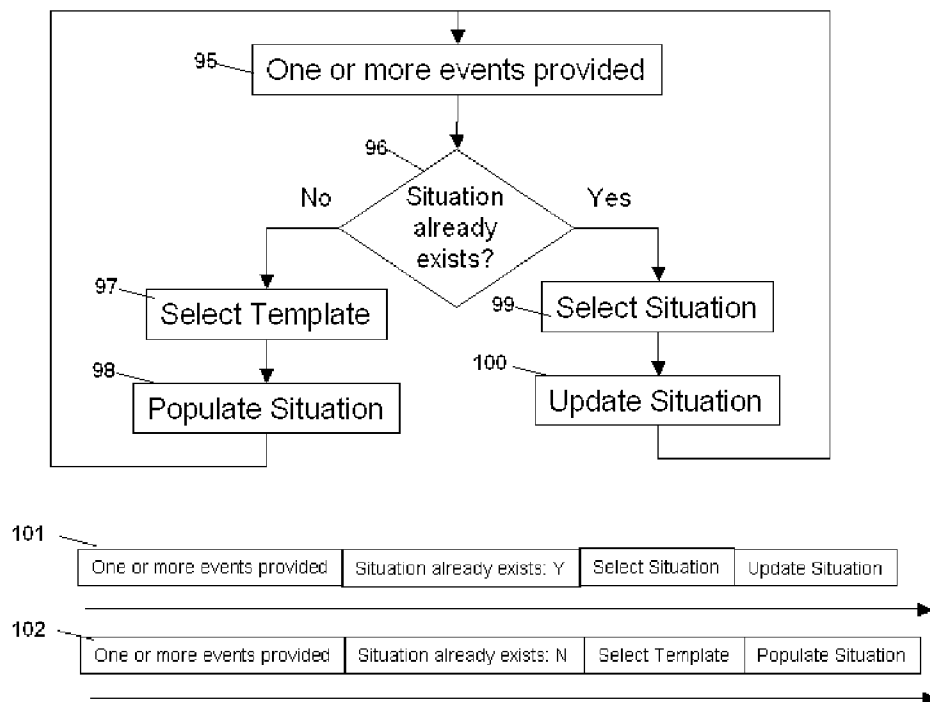 95
One or more events provided
96
No
Situation
already
exists?
Yes
97
Select Template
99
Select Situation
98
Populate Situation
100
Update Situation
101
One or more events provided
Situation already exists: Y
Select Situation
Update Situation
102
One or more events provided
Situation already exists: N
Select Template
Populate Situation